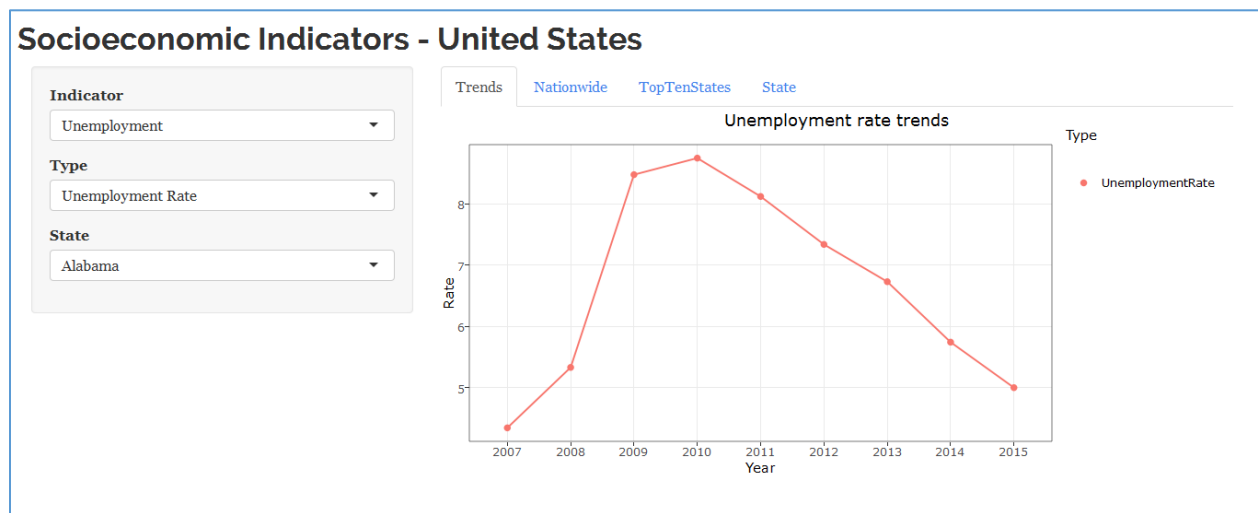 Socioeconomic Indicators - United States
Indicator
Unemployment
Type
Unemployment Rate
State
Alabama
Trends Nationwide TopTenStates State
Unemployment rate trends
Type
UnemploymentRate
8
7
6
5
Rate
2007 2008 2009 2010 2011 2012 2013 2014 2015
Year